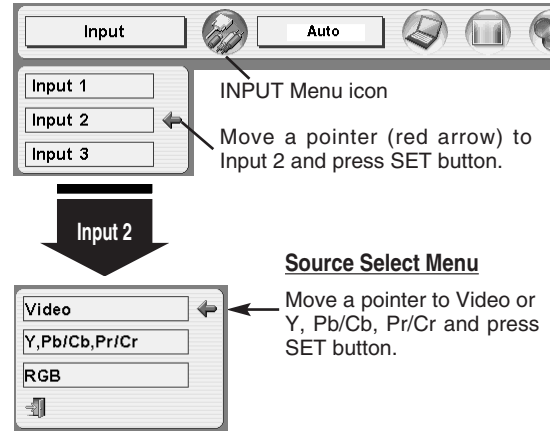 Input
Auto
Input 1
Input 2
Input 3
INPUT Menu icon
Move a pointer (red arrow) to
Input 2 and press SET button.
Input 2
Source Select Menu
Video
Y,Pb/Cb,Pr/Cr
RGB
Move a pointer to Video or
Y, Pb/Cb, Pr/Cr and press
SET button.